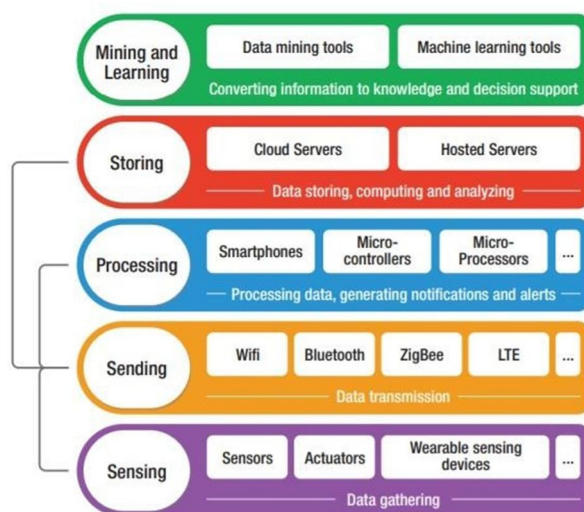 Mining and
Learning
Data mining tools
Machine learning tools
Converting information to knowledge and decision support
Storing
Cloud Servers
Hosted Servers
Data storing, computing and analyzing
Processing
Smartphones
Micro-
controllers
Micro-
Processors
...
Processing data, generating notifications and alerts
Sending
Wifi
Bluetooth
ZigBee
LTE
...
Data transmission
Sensing
Sensors
Actuators
Wearable sensing
devices
...
Data gathering